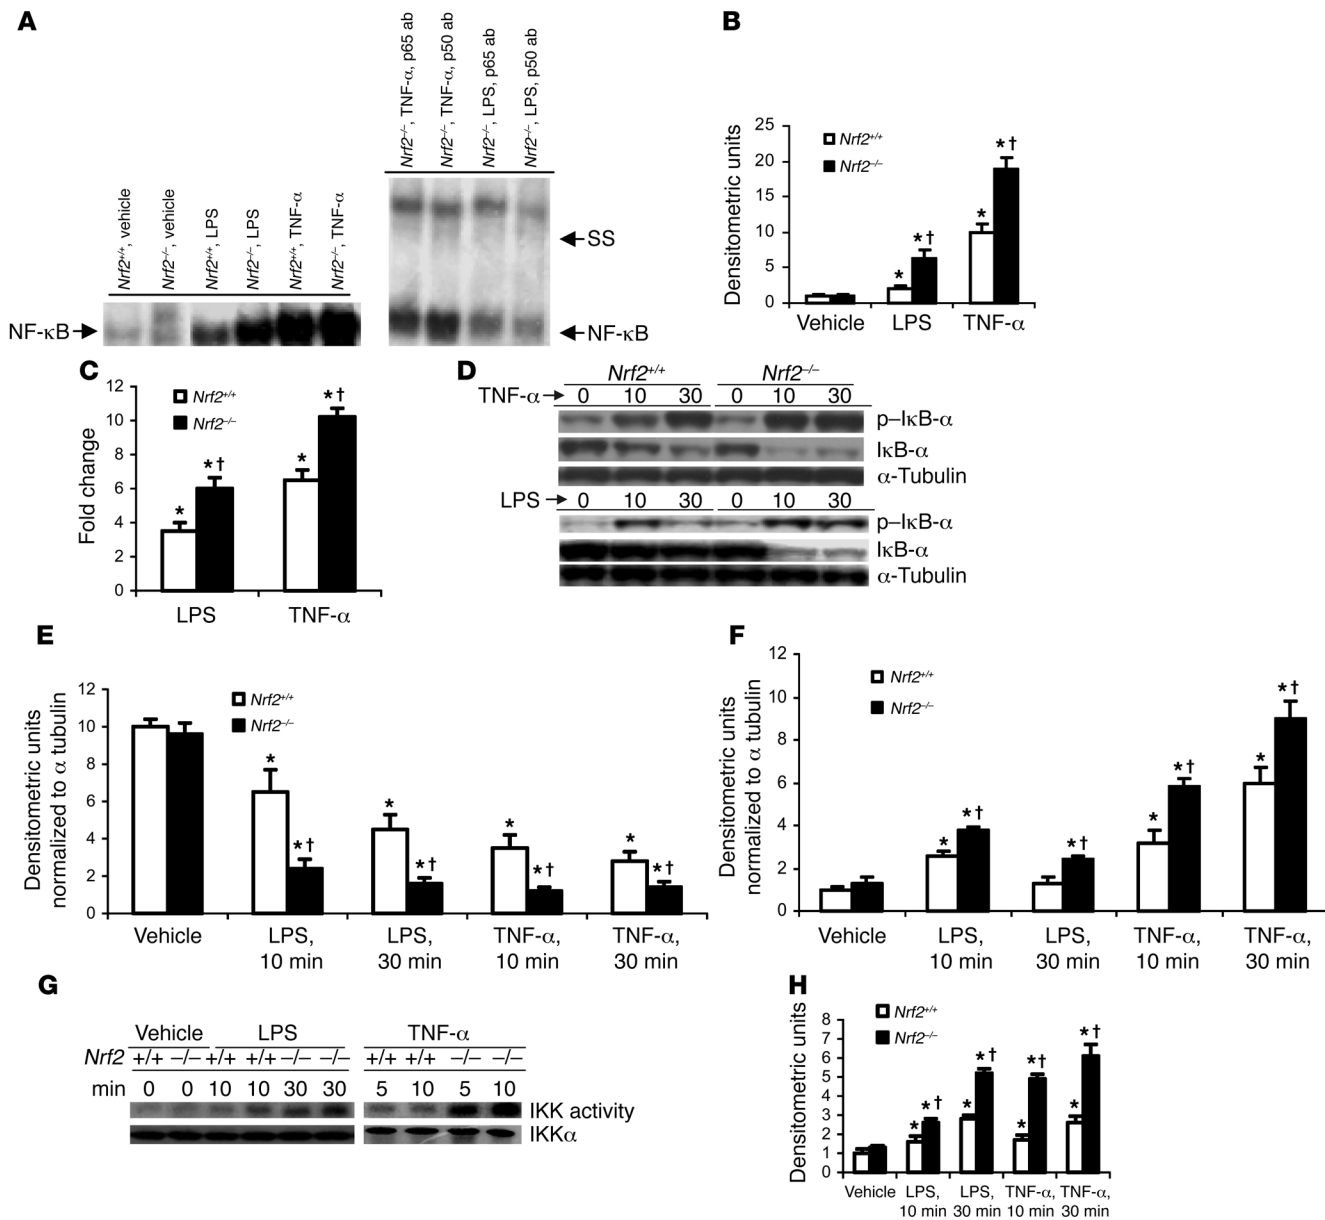 A
Nrf2+/+, vehicle
Nrf2–/–, vehicle
Nrf2+/+, LPS
Nrf2–/–, LPS
Nrf2+/+, TNF-α
Nrf2–/–, TNF-α
NF-κB
Nrf2–/–, TNF-α, p65 ab
Nrf2–/–, TNF-α, p50 ab
Nrf2–/–, LPS, p65 ab
Nrf2–/–, LPS, p50 ab
SS
NF-κB
B
Densitometric units
25
20
15
10
5
0
Nrf2+/+
Nrf2–/–
*
*†
*
*†
Vehicle LPS TNF-α
C
Fold change
12
10
8
6
4
2
0
Nrf2+/+
Nrf2–/–
*
*†
*
*†
LPS TNF-α
D
Nrf2+/+ Nrf2–/–
TNF-α 0 10 30 0 10 30
p–IκB-α
IκB-α
α-Tubulin
LPS 0 10 30 0 10 30
p–IκB-α
IκB-α
α-Tubulin
E
Densitometric units
normalized to α tubulin
12
10
8
6
4
2
0
Nrf2+/+
Nrf2–/–
*
*†
*
*†
*
*†
*
*†
Vehicle LPS, LPS, TNF-α, TNF-α,
10 min 30 min 10 min 30 min
F
Densitometric units
normalized to α tubulin
12
10
8
6
4
2
0
Nrf2+/+
Nrf2–/–
*
*†
*†
*
*†
*
*†
Vehicle LPS, LPS, TNF-α, TNF-α,
10 min 30 min 10 min 30 min
G
Vehicle LPS TNF-α
Nrf2 +/+ –/– +/+ +/+ –/– –/– +/+ +/+ –/– –/–
min 0 0 10 10 30 30 5 10 5 10
IKK activity
IKKα
H
Densitometric units
8
7
6
5
4
3
2
1
0
Nrf2+/+
Nrf2–/–
*
*†
*
*†
*
*†
*
*†
Vehicle LPS, LPS, TNF-α, TNF-α,
10 min 30 min 10 min 30 min